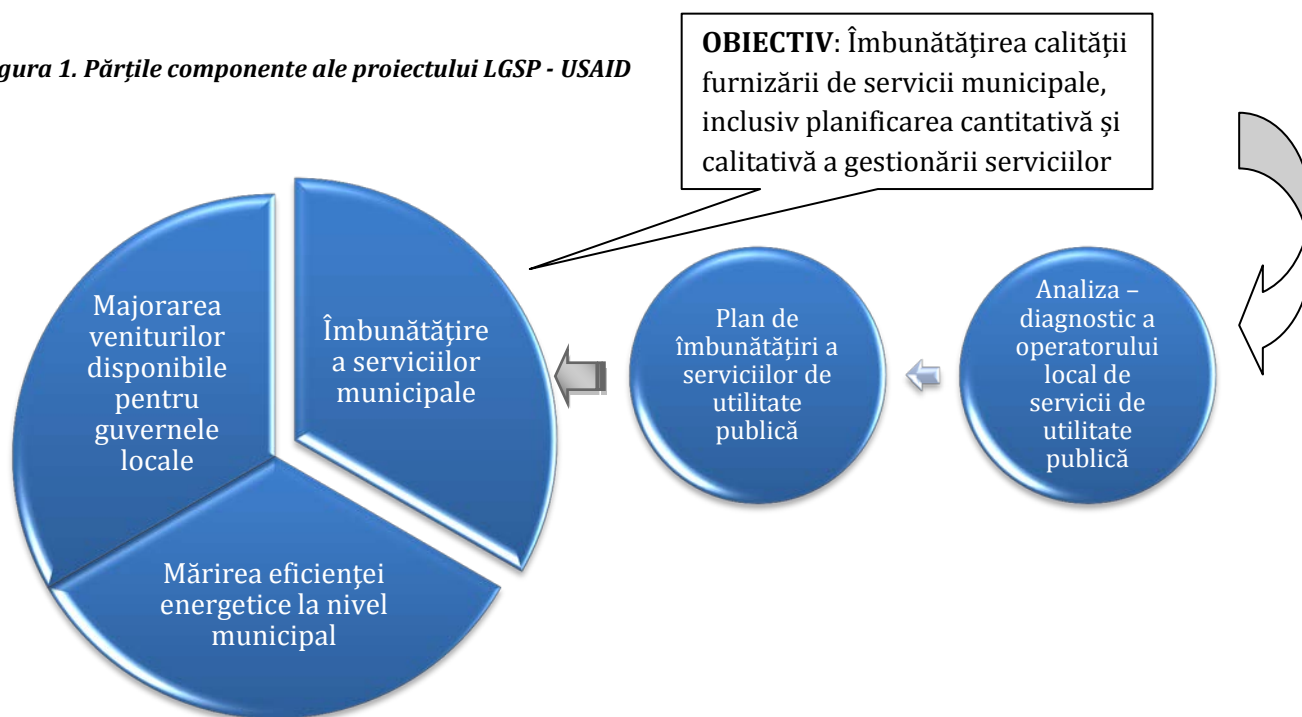 gura 1. Părțile componente ale proiectului LGSP - USAID
OBIECTIV: Îmbunătățirea calității
furnizării de servicii municipale,
inclusiv planificarea cantitativă și
calitativă a gestionării serviciilor
Majorarea
veniturilor
disponibile
pentru
guvernele
locale
Îmbunătățire
a serviciilor
municipale
Mărirea eficienței
energetice la nivel
municipal
Plan de
îmbunătățiri a
serviciilor de
utilitate
publică
Analiza –
diagnostic a
operatorului
local de
servicii de
utilitate
publică